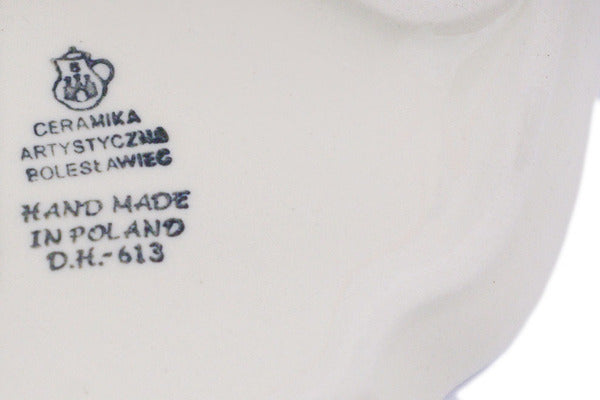 B
CERAMIKA
ARTYSTYCZNA
BOLESŁAWIEC
HAND MADE
IN POLAND
D.H.-613